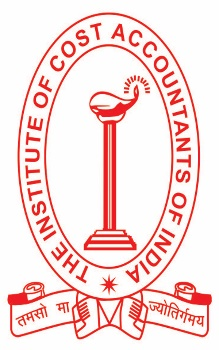 THE INSTITUTE OF COST ACCOUNTANTS OF INDIA
तमसो मा ज्योतिर्गमय